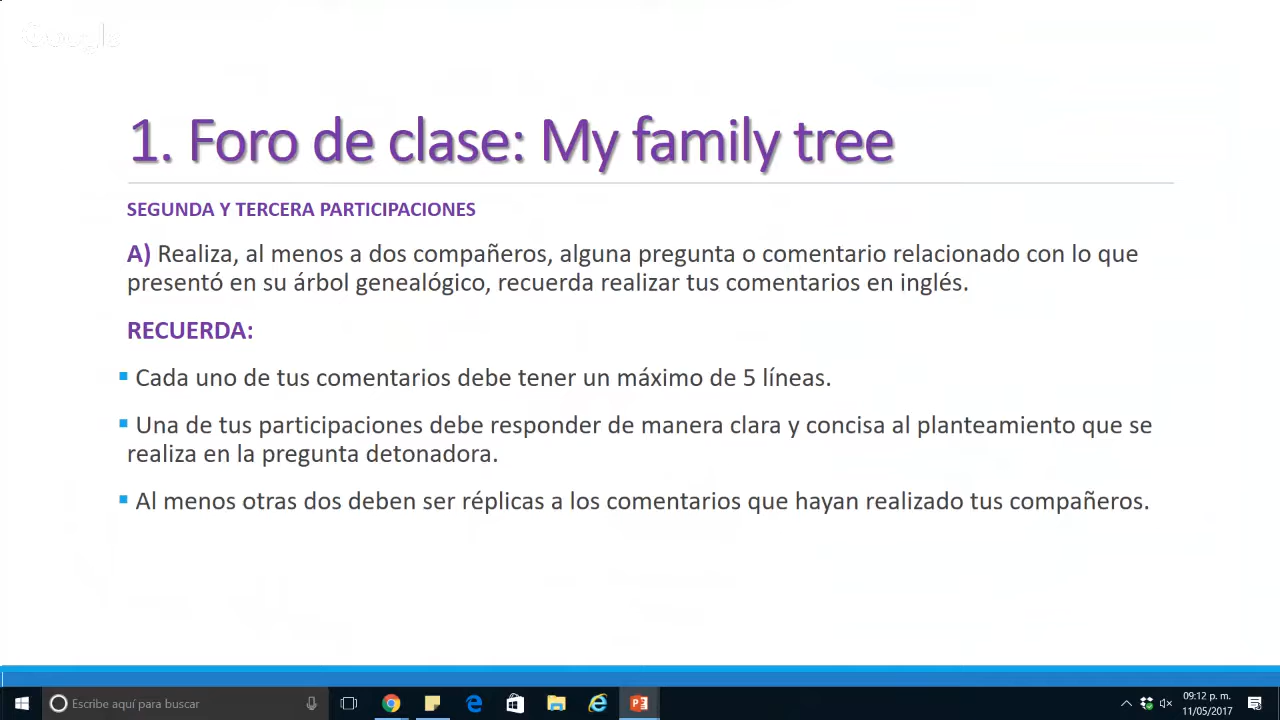 Google
1. Foro de clase: My family tree
SEGUNDA Y TERCERA PARTICIPACIONES
A) Realiza, al menos a dos compañeros, alguna pregunta o comentario relacionado con lo que
presentó en su árbol genealógico, recuerda realizar tus comentarios en inglés.
RECUERDA:
Cada uno de tus comentarios debe tener un máximo de 5 líneas.
Una de tus participaciones debe responder de manera clara y concisa al planteamiento que se
realiza en la pregunta detonadora.
Al menos otras dos deben ser réplicas a los comentarios que hayan realizado tus compañeros.
Escribe aquí para buscar
09:12 p. m.
11/05/2017